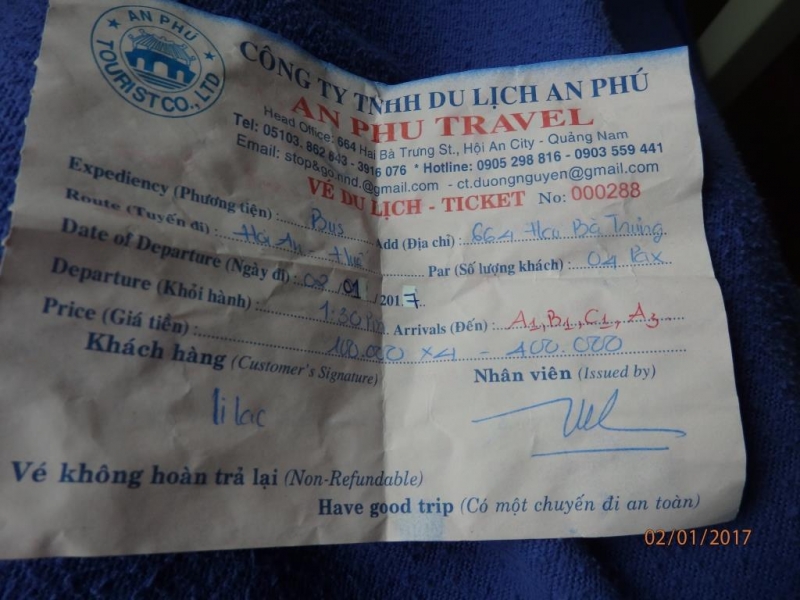 AN PHU
TOURIST CO., LTD
CÔNG TY TNHH DU LỊCH AN PHÚ
AN PHU TRAVEL
Head Office: 664 Hai Bà Trưng St., Hội An City - Quảng Nam
Tel: 05103. 862 643 - 3916 076 * Hotline: 0905 298 816 - 0903 559 441
Email: stop&go.nnd.@gmail.com - ct.duongnguyen@gmail.com
VÉ DU LỊCH - TICKET No: 000288
Expediency (Phương tiện) : Bus Add (Địa chỉ) : 664 Hai Bà Trưng
Route (Tuyến đi) : Hội An Huế Par (Số lượng khách) : 04 Pax
Date of Departure (Ngày đi) : 02 / 01 / 2017
Departure (Khởi hành) : 1:30 Pm Arrivals (Đến) : A1, B1, C1, A3
Price (Giá tiền) : 100.000 x4 - 400.000
Khách hàng (Customer's Signature) Nhân viên (Issued by)
lilac
Vé không hoàn trả lại (Non-Refundable)
Have good trip (Có một chuyến đi an toàn)
02/01/2017